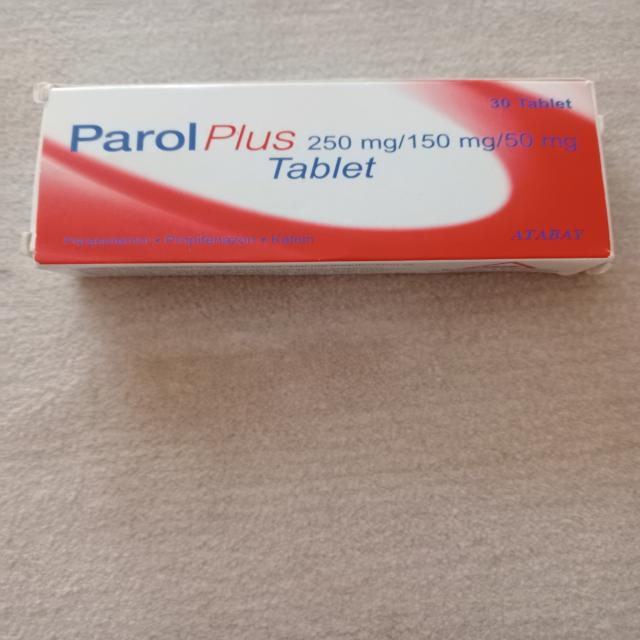 30 Tablet
Parol Plus 250 mg/150 mg/50 mg
Tablet
Parasetamol • Propifenazon • Kafein
ATABAY